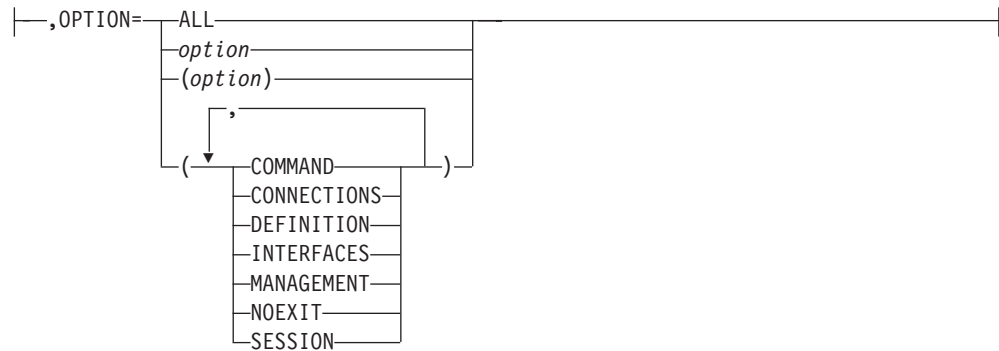 ,OPTION= ALL
option
(option)
,
( COMMAND )
CONNECTIONS
DEFINITION
INTERFACES
MANAGEMENT
NOEXIT
SESSION